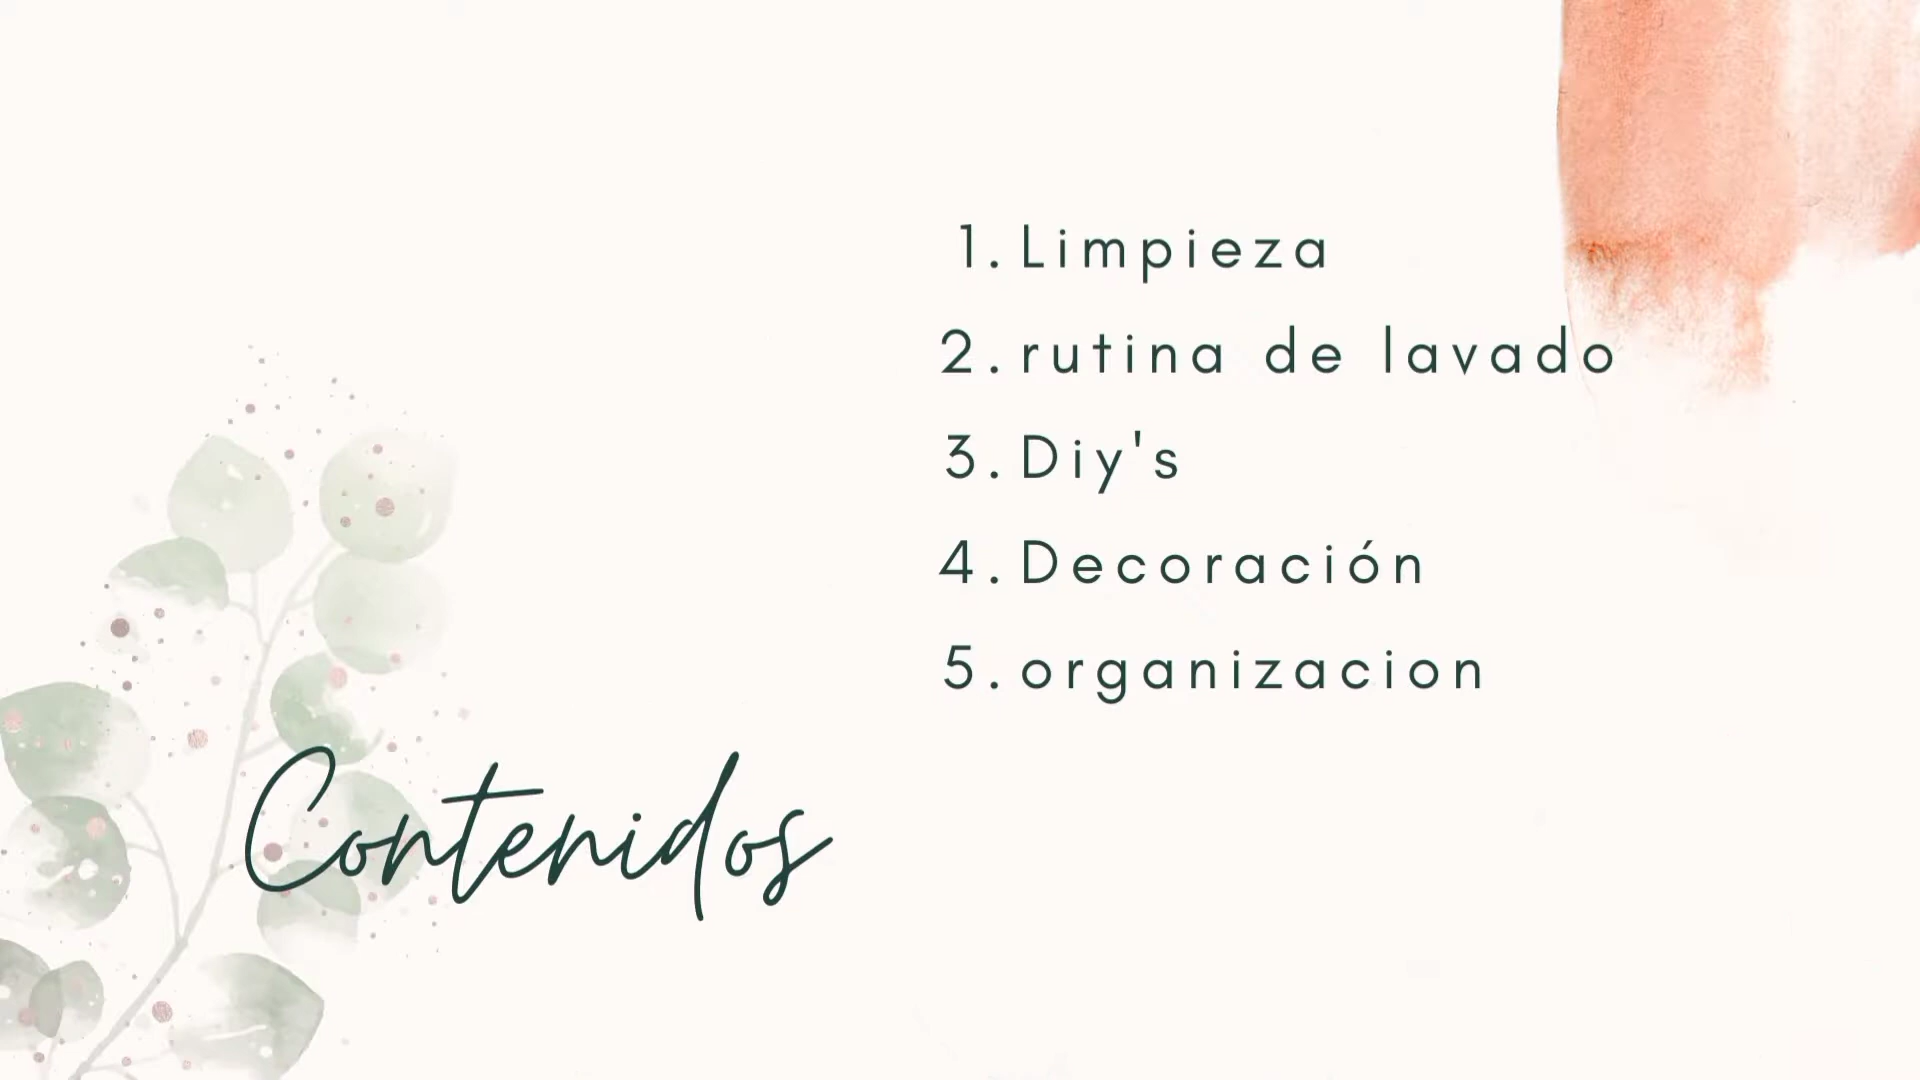 1. Limpieza
2. rutina de lavado
3. Diy's
4. Decoración
5. organizacion
Contenidos